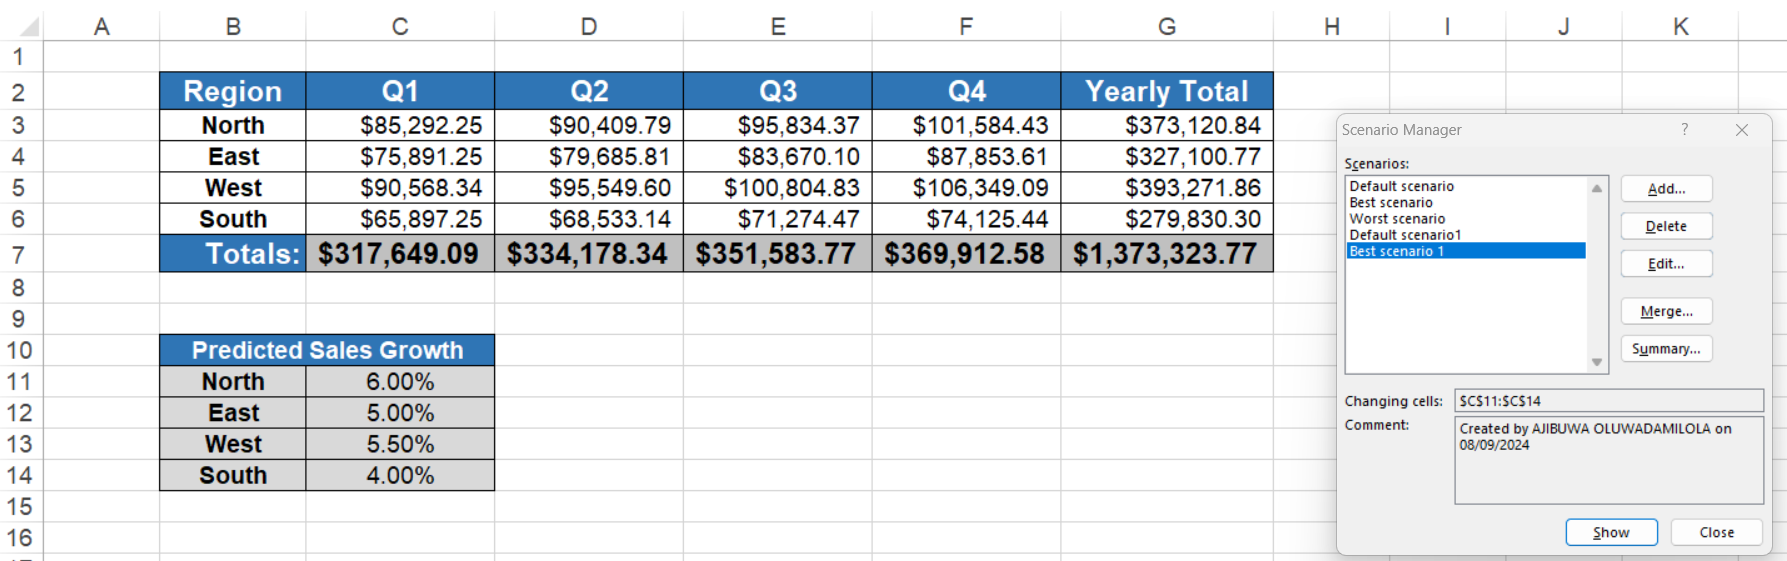 A B C D E F G H I J K
1
2 Region Q1 Q2 Q3 Q4 Yearly Total
3 North $85,292.25 $90,409.79 $95,834.37 $101,584.43 $373,120.84
4 East $75,891.25 $79,685.81 $83,670.10 $87,853.61 $327,100.77
5 West $90,568.34 $95,549.60 $100,804.83 $106,349.09 $393,271.86
6 South $65,897.25 $68,533.14 $71,274.47 $74,125.44 $279,830.30
7 Totals: $317,649.09 $334,178.34 $351,583.77 $369,912.58 $1,373,323.77
8
9
10 Predicted Sales Growth
11 North 6.00%
12 East 5.00%
13 West 5.50%
14 South 4.00%
15
16
Scenario Manager ?
Scenarios:
Default scenario
Best scenario
Worst scenario
Default scenario1
Best scenario 1
Add...
Delete
Edit...
Merge...
Summary...
Changing cells: $C$11:$C$14
Comment: Created by AJIBUWA OLUWADAMILOLA on
08/09/2024
Show Close